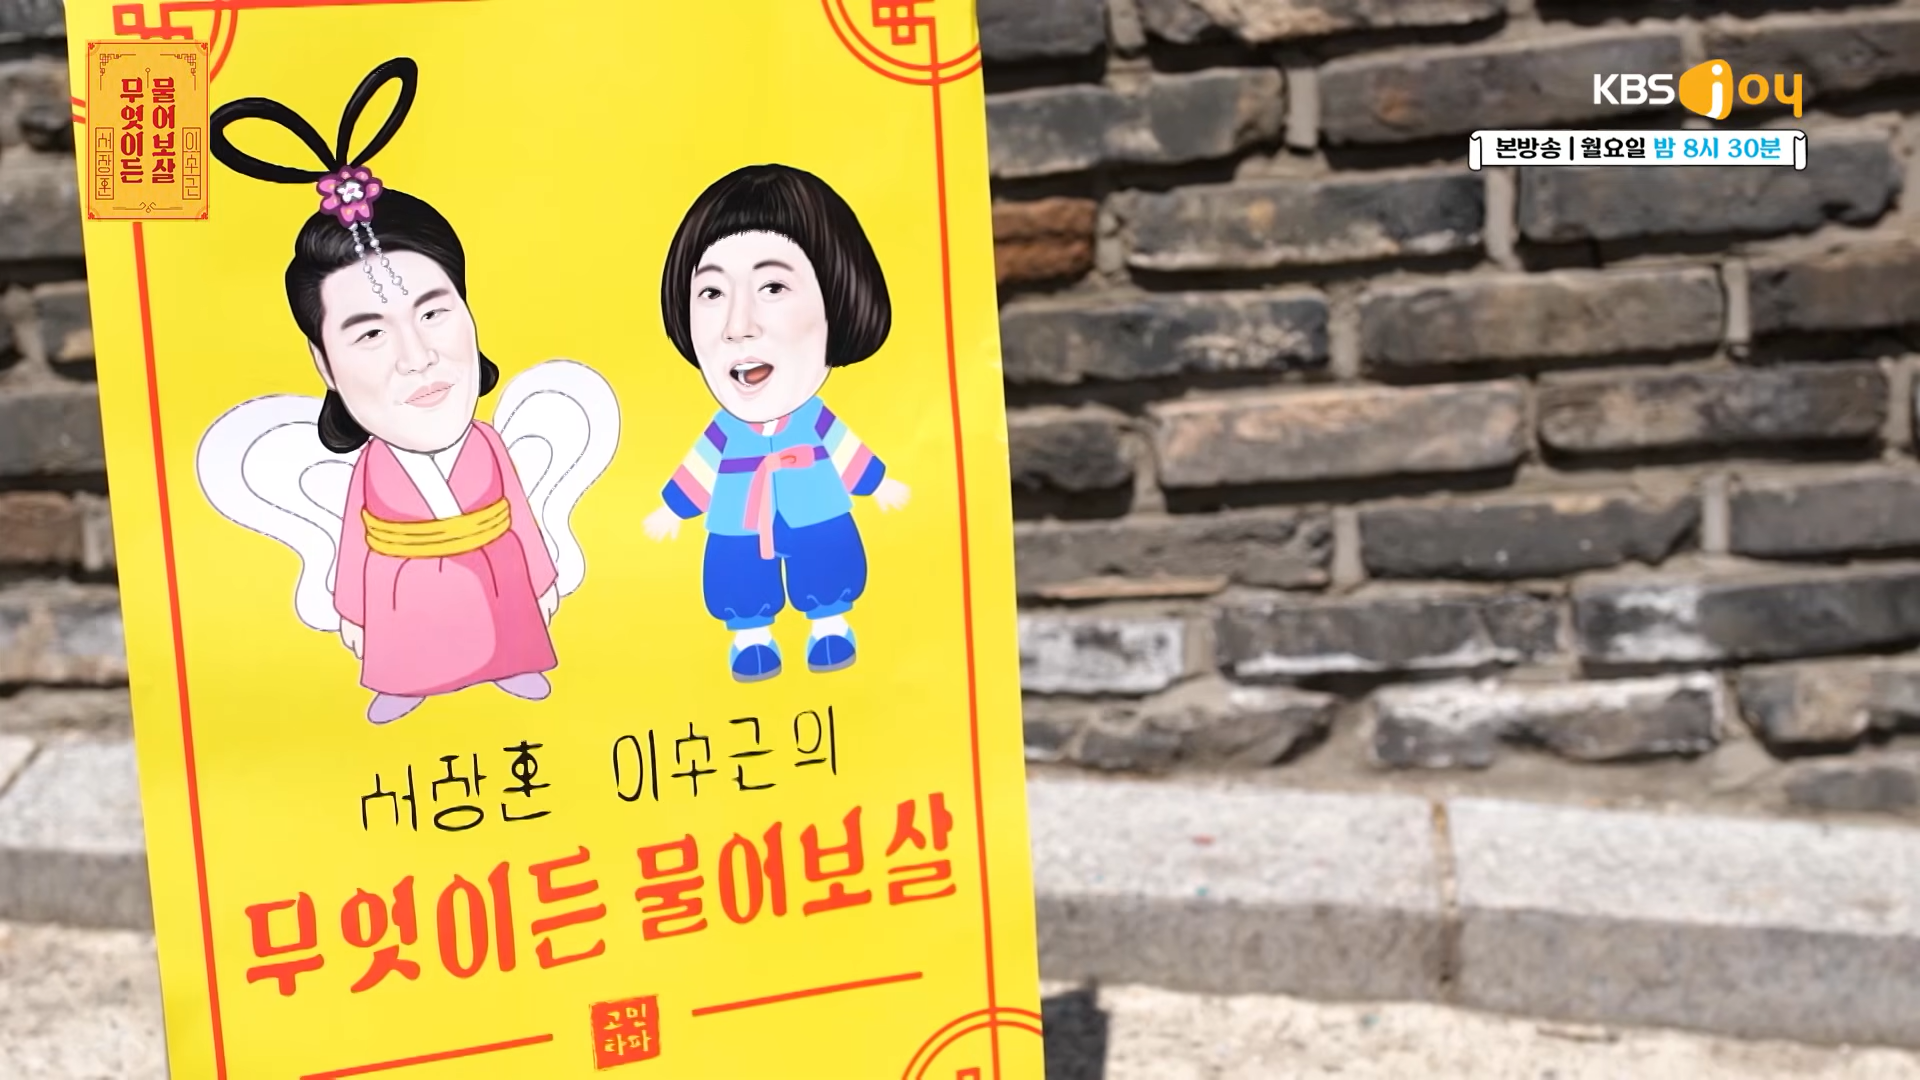 무엇이든
물어보살
서장훈
이수근
KBS joy
본방송 | 월요일 밤 8시 30분
서장훈 이수근의
무엇이든 물어보살
고민
타파